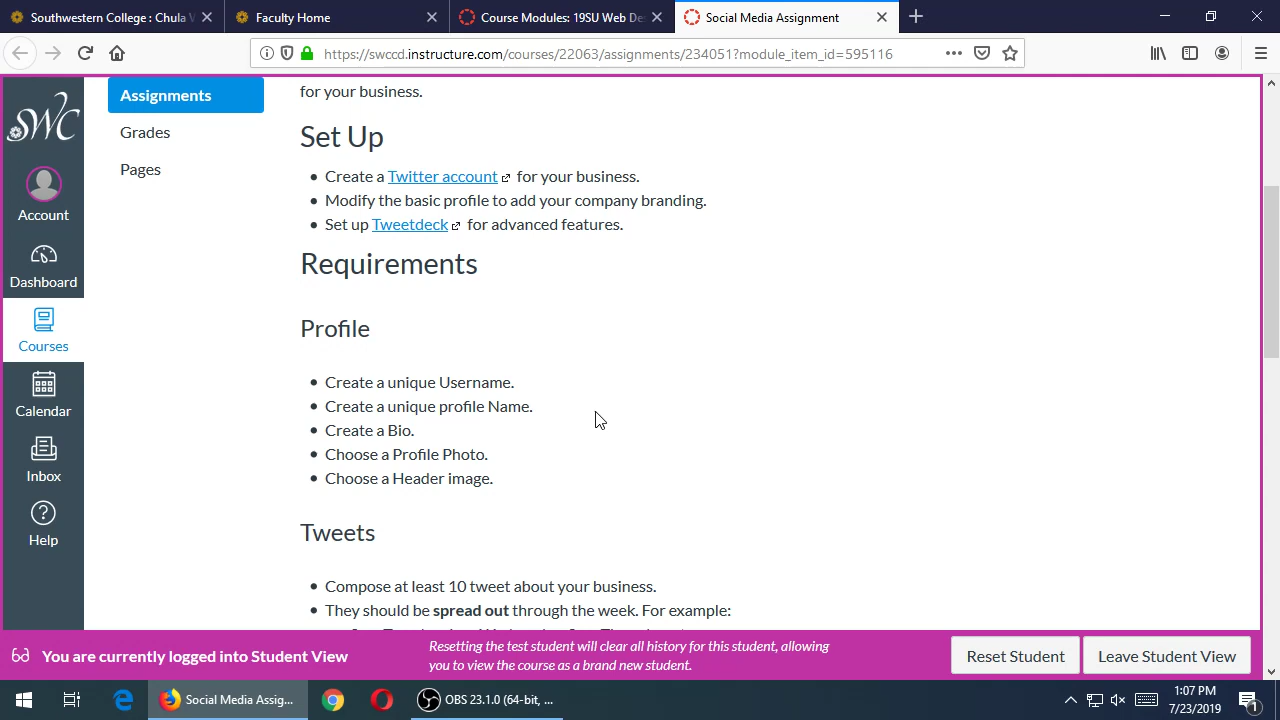 Southwestern College : Chula V
Faculty Home
Course Modules: 19SU Web De
Social Media Assignment
https://swccd.instructure.com/courses/22063/assignments/234051?module_item_id=595116
SWC
Account
Dashboard
Courses
Calendar
Inbox
Help
Assignments
Grades
Pages
for your business.
Set Up
Create a Twitter account for your business.
Modify the basic profile to add your company branding.
Set up Tweetdeck for advanced features.
Requirements
Profile
Create a unique Username.
Create a unique profile Name.
Create a Bio.
Choose a Profile Photo.
Choose a Header image.
Tweets
Compose at least 10 tweet about your business.
They should be spread out through the week. For example:
You are currently logged into Student View
Resetting the test student will clear all history for this student, allowing
you to view the course as a brand new student.
Reset Student
Leave Student View
Social Media Assig...
OBS 23.1.0 (64-bit, ...
1:07 PM
7/23/2019
1